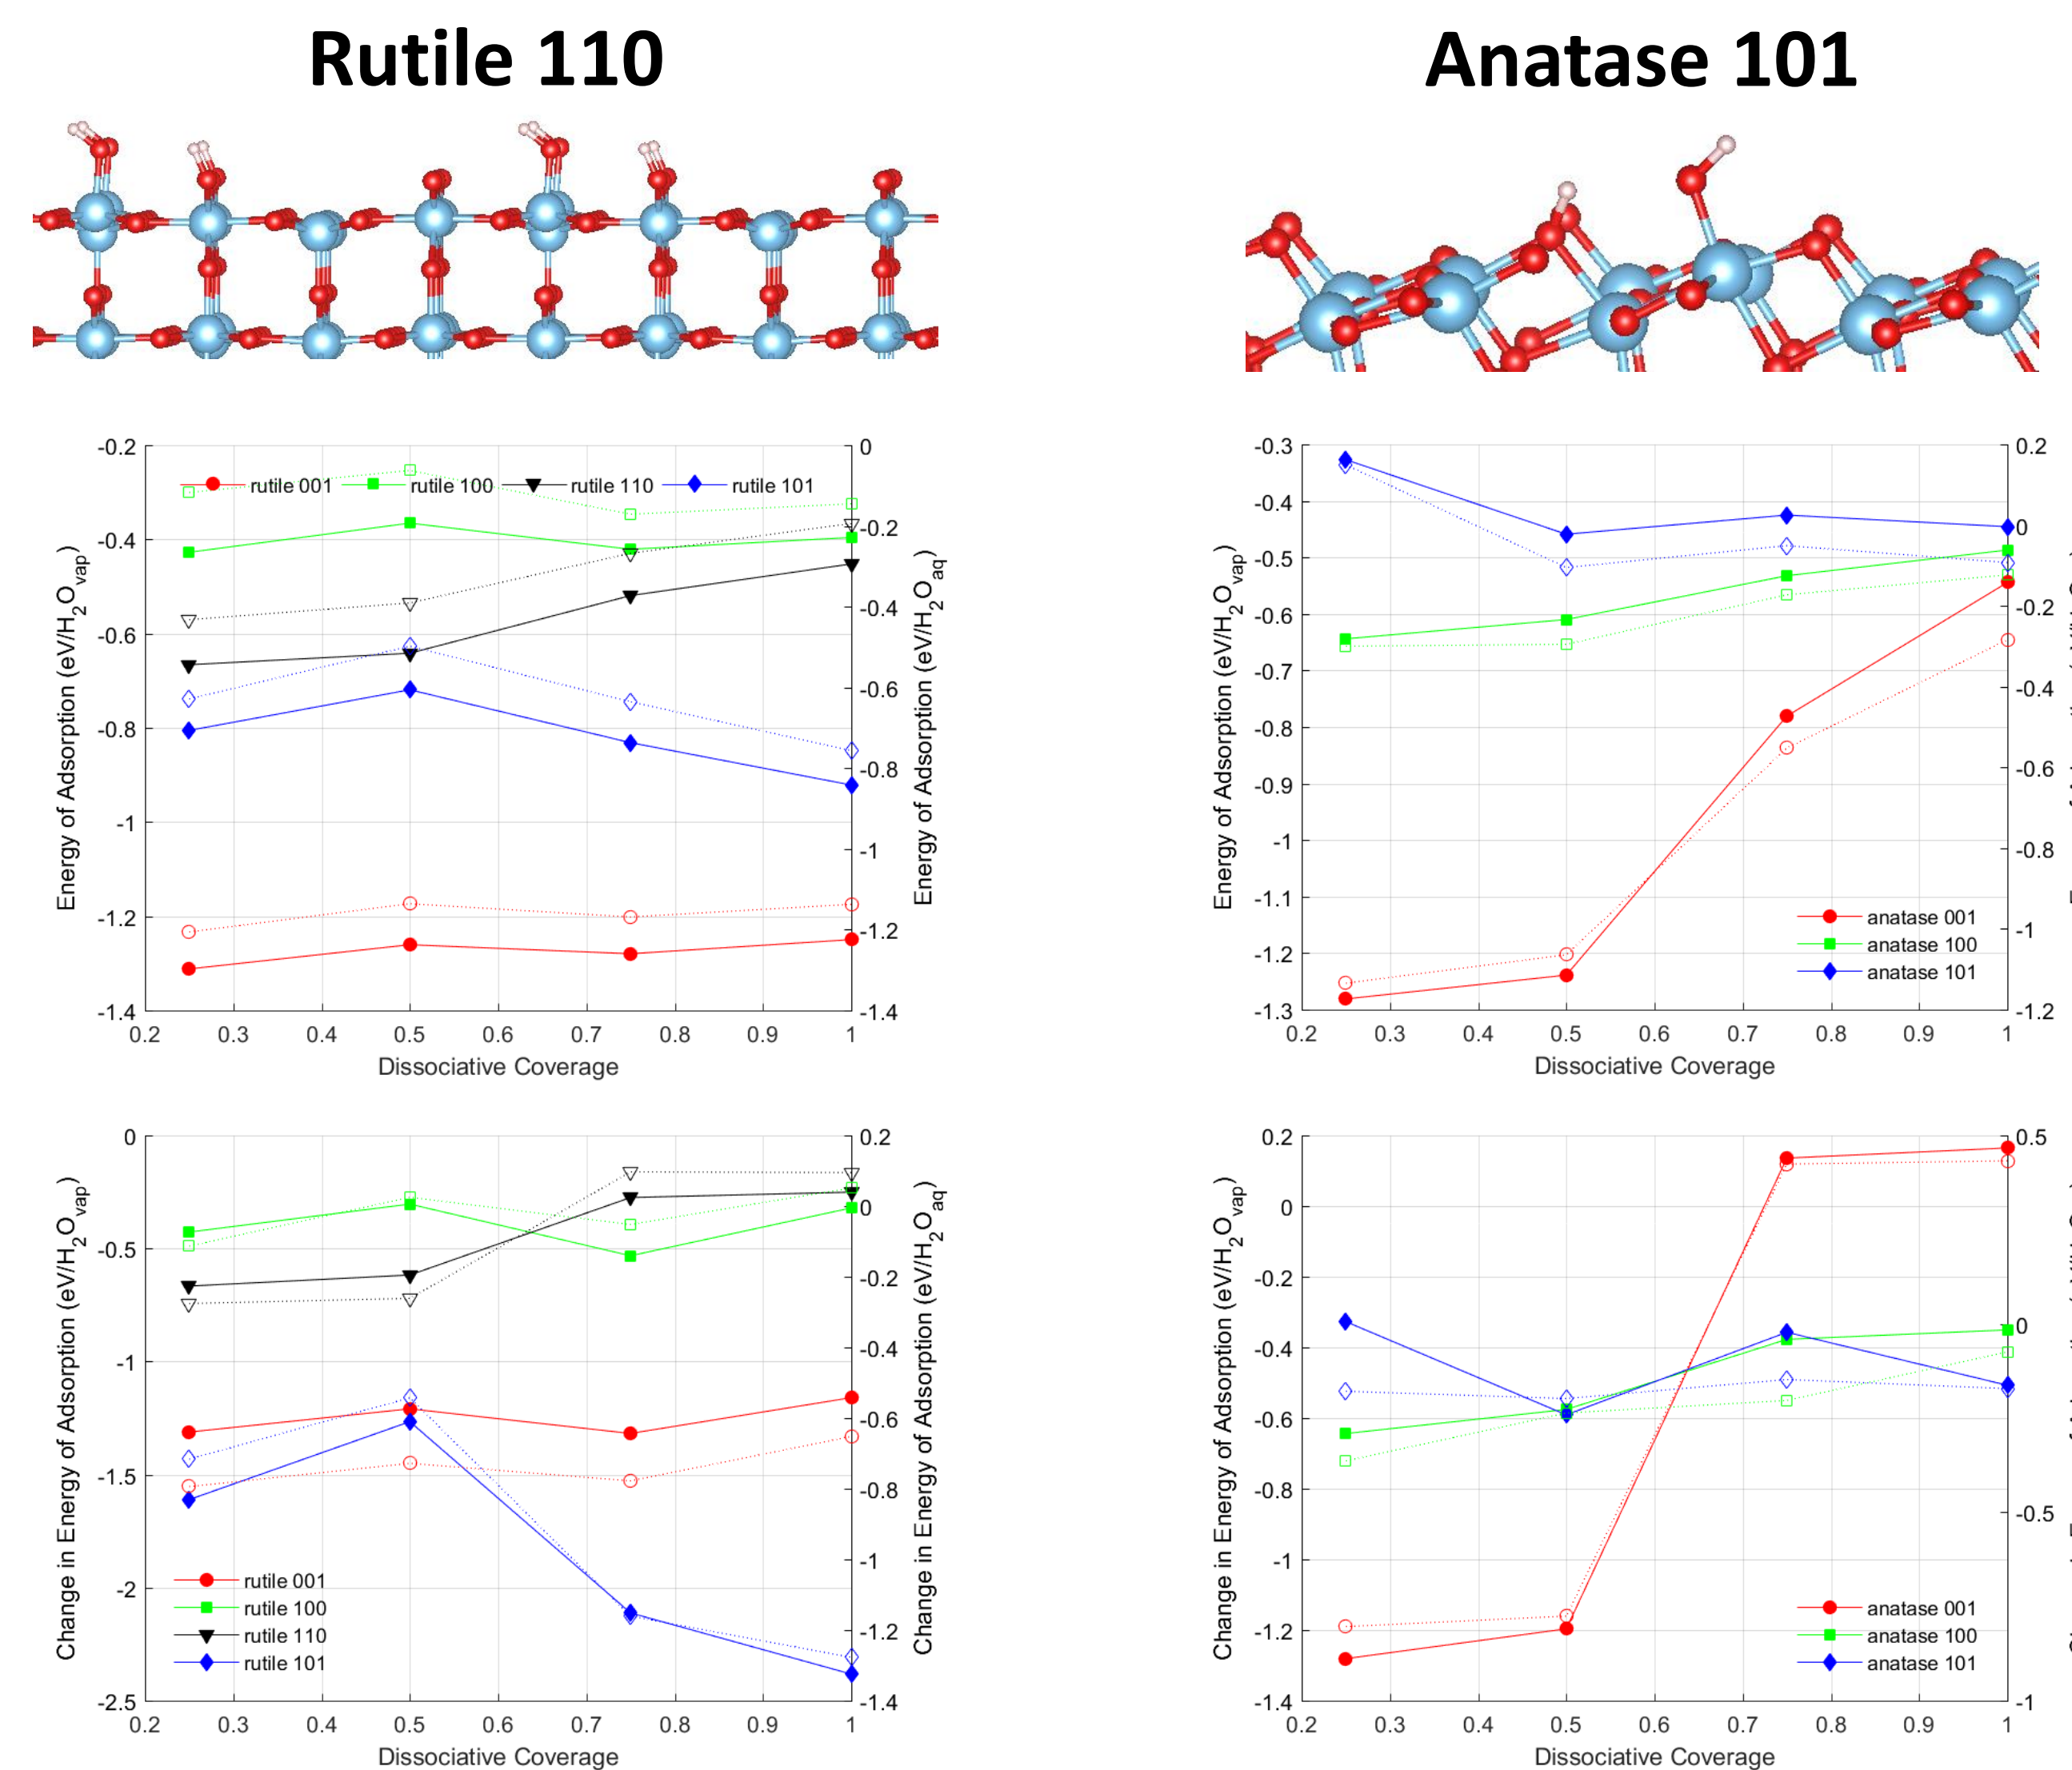 Rutile 110
Anatase 101
-0.2
-0.4
-0.6
-0.8
-1
-1.2
-1.4
0
-0.2
-0.4
-0.6
-0.8
-1
-1.2
-1.4
rutile 001
rutile 100
rutile 110
rutile 101
Energy of Adsorption (eV/H2Ovap)
Energy of Adsorption (eV/H2Oaq)
0.2 0.3 0.4 0.5 0.6 0.7 0.8 0.9 1
Dissociative Coverage
-0.3
-0.4
-0.5
-0.6
-0.7
-0.8
-0.9
-1
-1.1
-1.2
-1.3
0.2
0
-0.2
-0.4
-0.6
-0.8
-1
-1.2
Energy of Adsorption (eV/H2Ovap)
anatase 001
anatase 100
anatase 101
0.2 0.3 0.4 0.5 0.6 0.7 0.8 0.9 1
Dissociative Coverage
0
-0.5
-1
-1.5
-2
-2.5
0.2
0
-0.2
-0.4
-0.6
-0.8
-1
-1.2
-1.4
Change in Energy of Adsorption (eV/H2Ovap)
Change in Energy of Adsorption (eV/H2Oaq)
rutile 001
rutile 100
rutile 110
rutile 101
0.2 0.3 0.4 0.5 0.6 0.7 0.8 0.9 1
Dissociative Coverage
0.2
0
-0.2
-0.4
-0.6
-0.8
-1
-1.2
-1.4
0.5
0
-0.5
-1
Change in Energy of Adsorption (eV/H2Ovap)
anatase 001
anatase 100
anatase 101
0.2 0.3 0.4 0.5 0.6 0.7 0.8 0.9 1
Dissociative Coverage